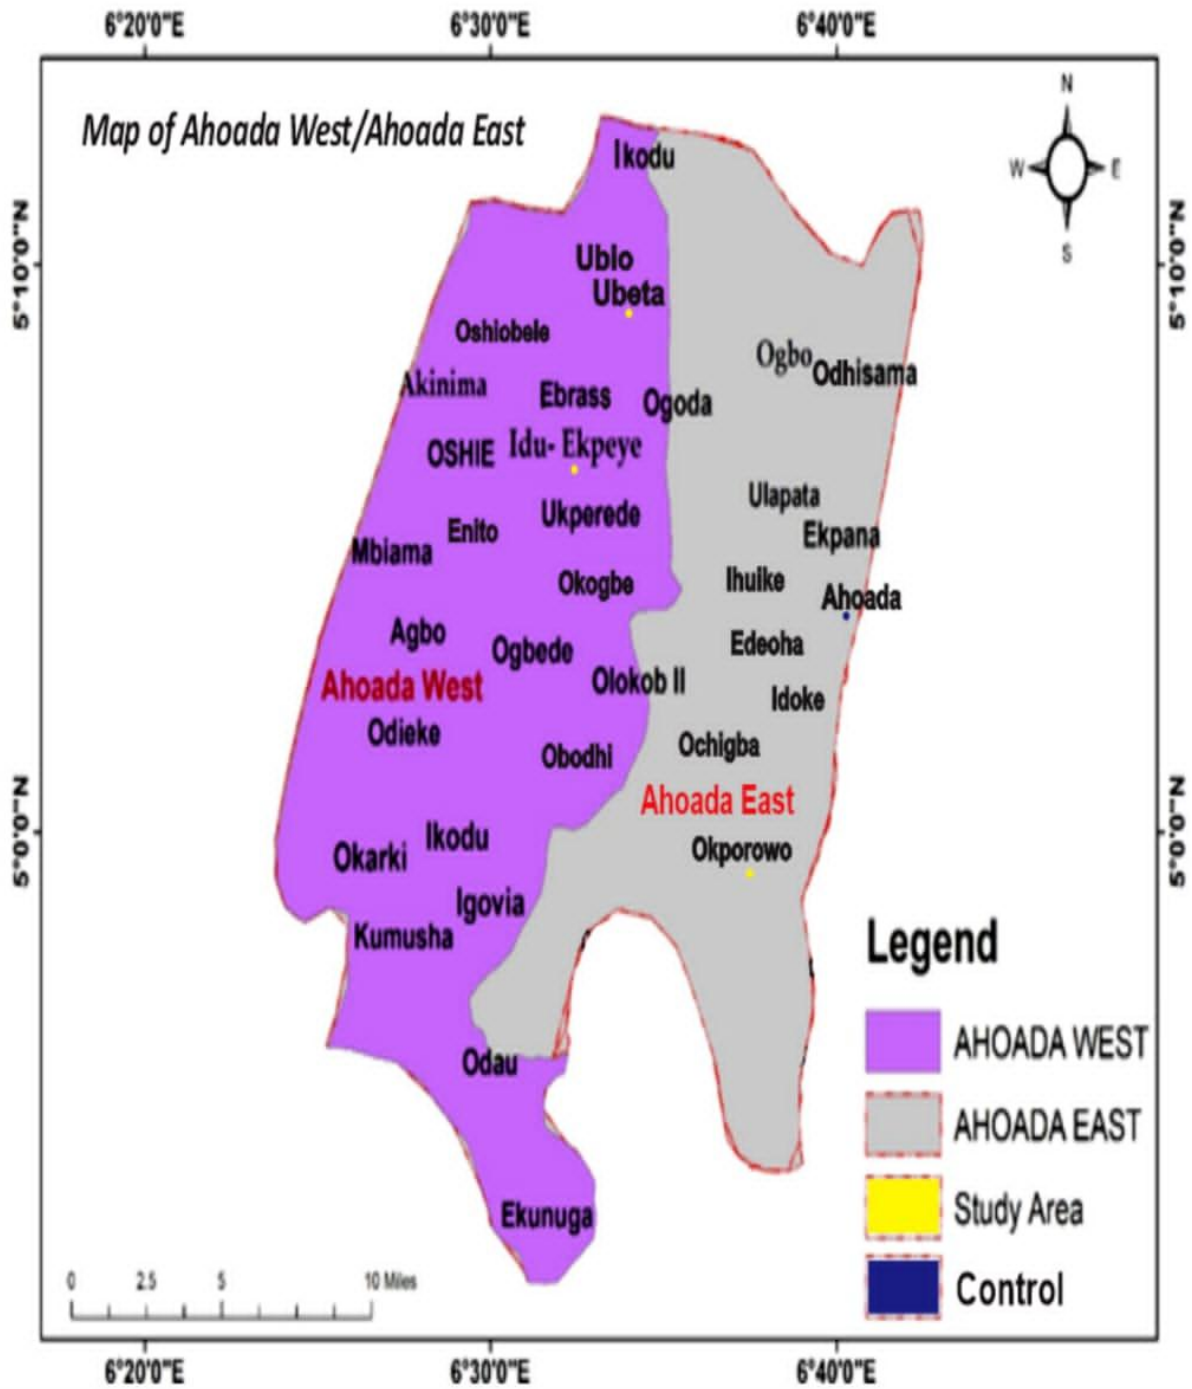 6°20'0"E 6°30'0"E 6°40'0"E
Map of Ahoada West/Ahoada East
N
W E
S
5°10'0"N 5°10'0"N
Ikodu
Ublo
Ubeta
Oshiobele
Ogbo
Odhisama
Akinima
Ebrass
Ogoda
OSHIE
Idu- Ekpeye
Ulapata
Ukperede
Enito
Ekpana
Mbiama
Ihuike
Okogbe
Ahoada
Agbo
Ogbede
Edeoha
Ahoada West
Olokob II
Idoke
Odieke
Obodhi
Ochigba
Ahoada East
5°0'0"N 5°0'0"N
Ikodu
Okarki
Okporowo
Igovia
Kumusha
Odau
Ekunuga
Legend
AHOADA WEST
AHOADA EAST
Study Area
Control
0 2.5 5 10 Miles
6°20'0"E 6°30'0"E 6°40'0"E